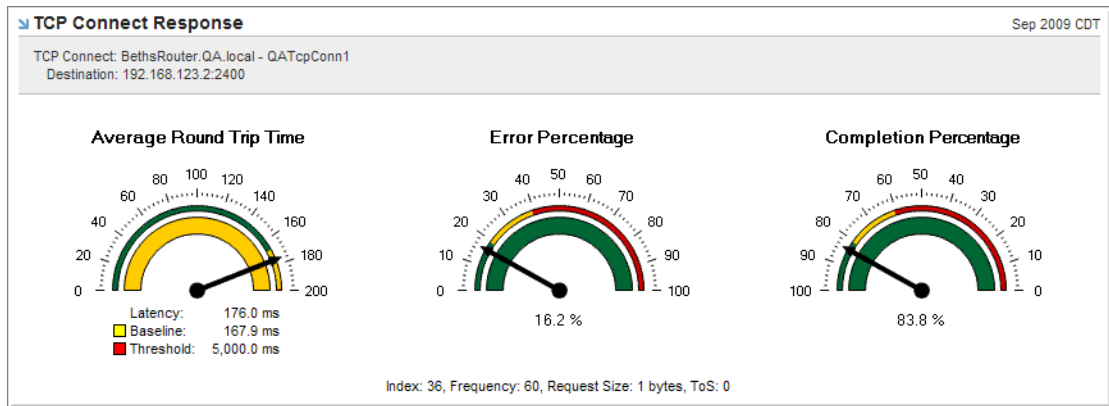 TCP Connect Response Sep 2009 CDT
TCP Connect: BethsRouter.QA.local - QATcpConn1
Destination: 192.168.123.2:2400
Average Round Trip Time
0 20 40 60 80 100 120 140 160 180 200
Latency: 176.0 ms
Baseline: 167.9 ms
Threshold: 5,000.0 ms
Error Percentage
0 10 20 30 40 50 60 70 80 90 100
16.2 %
Completion Percentage
100 90 80 70 60 50 40 30 20 10 0
83.8 %
Index: 36, Frequency: 60, Request Size: 1 bytes, ToS: 0